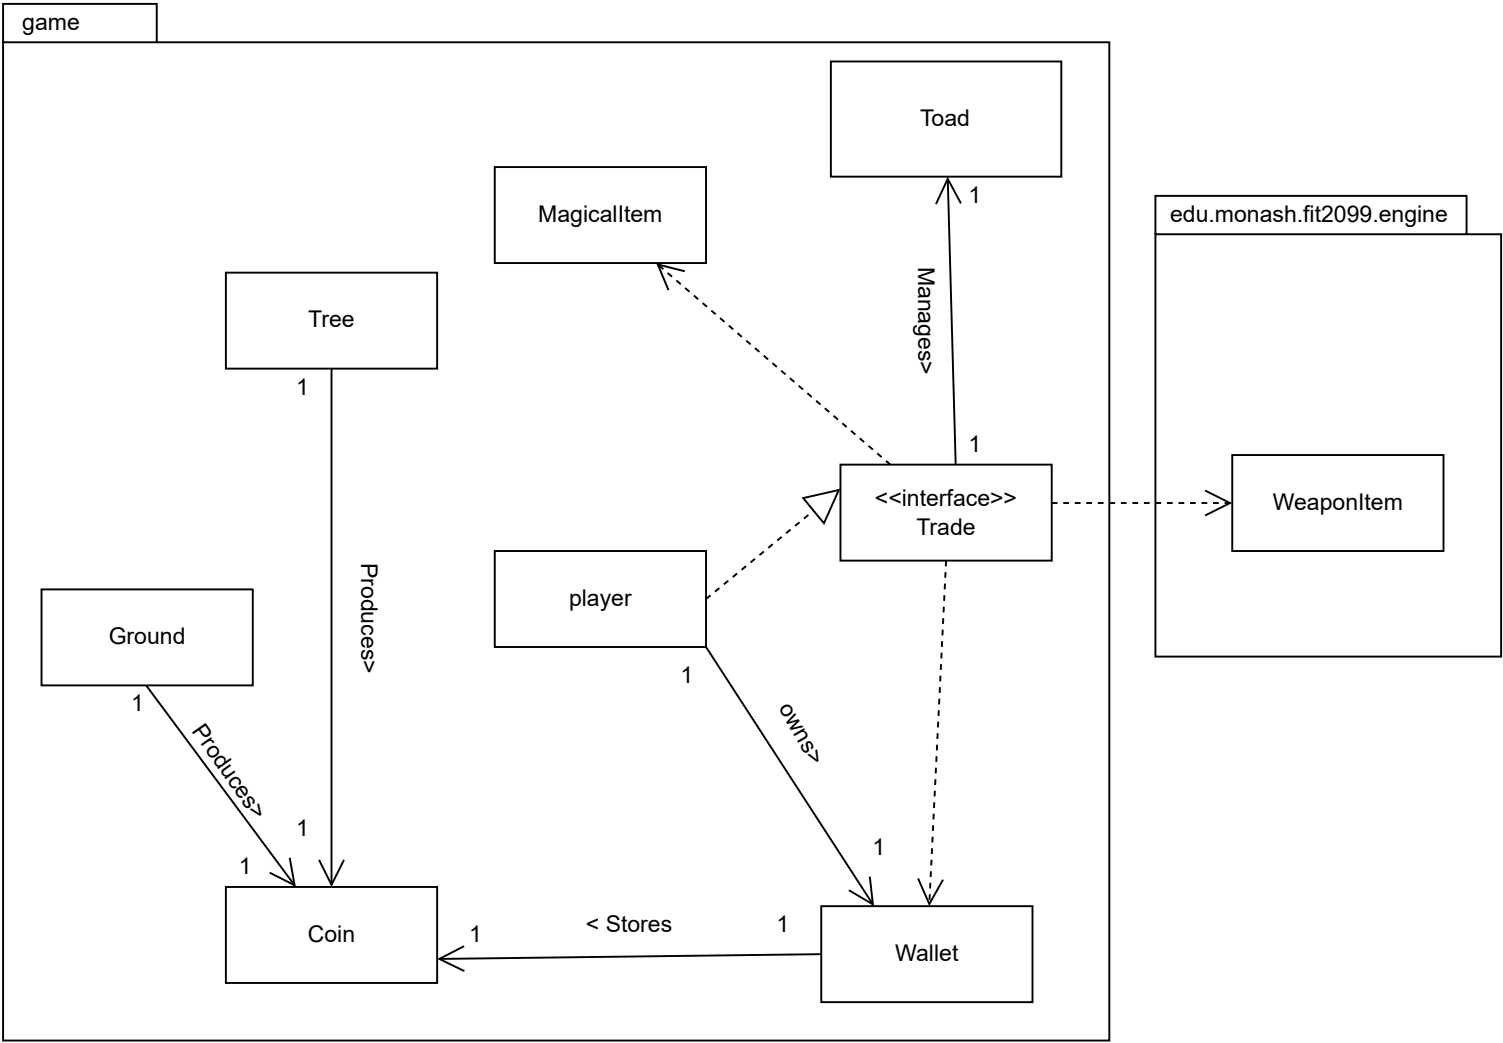 game
Toad
1
edu.monash.fit2099.engine
MagicalItem
Manages>
Tree
1
1
<<interface>>
Trade
WeaponItem
player
1
Produces>
Ground
1
Produces>
owns>
1
1
1
Coin
1
< Stores
1
Wallet